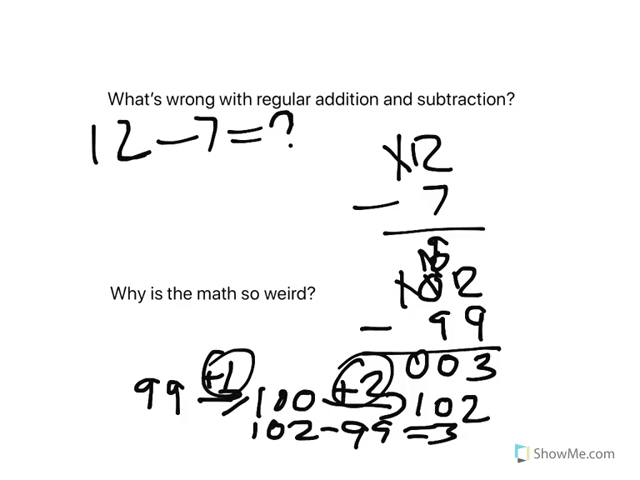 What's wrong with regular addition and subtraction?
12-7=?
12
- 7
Why is the math so weird?
102
- 99
003
99 +1 100 +2 102
102-99=3
ShowMe.com